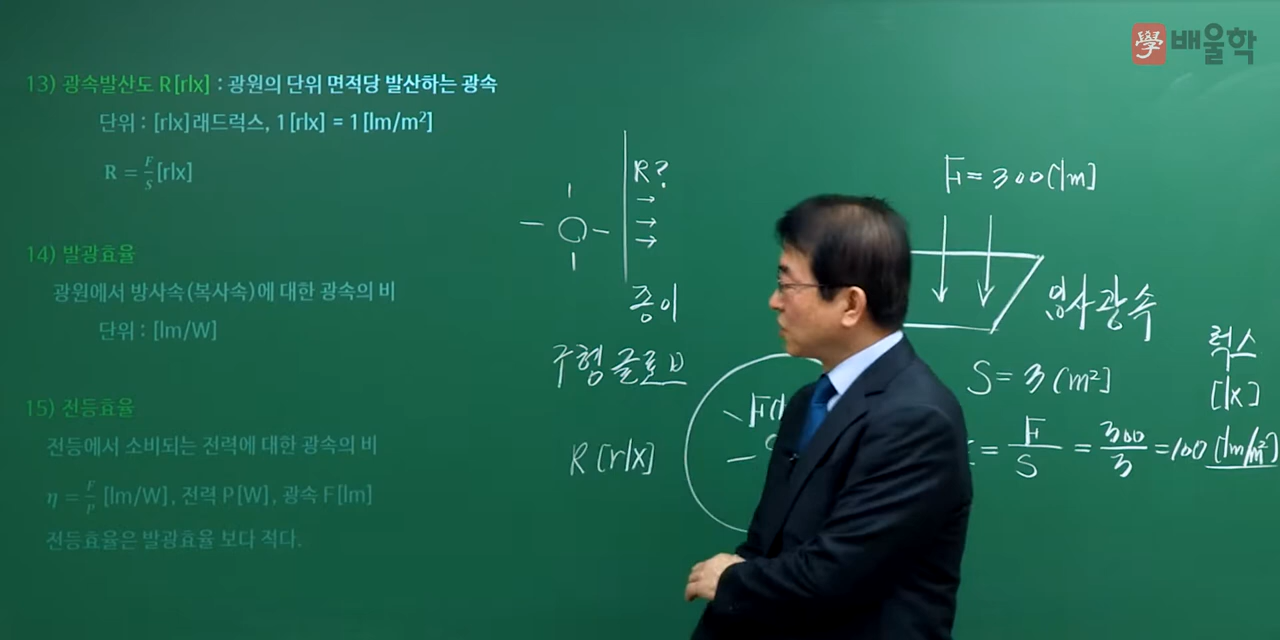 學 배울학
13) 광속발산도 R[rlx] : 광원의 단위 면적당 발산하는 광속
단위 : [rlx]래드럭스, 1[rlx] = 1[lm/m²]
R = F/S [rlx]
14) 발광효율
광원에서 방사속(복사속)에 대한 광속의 비
단위 : [lm/W]
15) 전등효율
전등에서 소비되는 전력에 대한 광속의 비
η = F/P [lm/W], 전력 P[W], 광속 F[lm]
전등효율은 발광효율 보다 적다.
R?
종이
구형 글로브
R [rlx]
F=300[lm]
입사광속
S=3[m²]
= F/S = 300/3 =100 [lm/m²]
럭스
[lx]